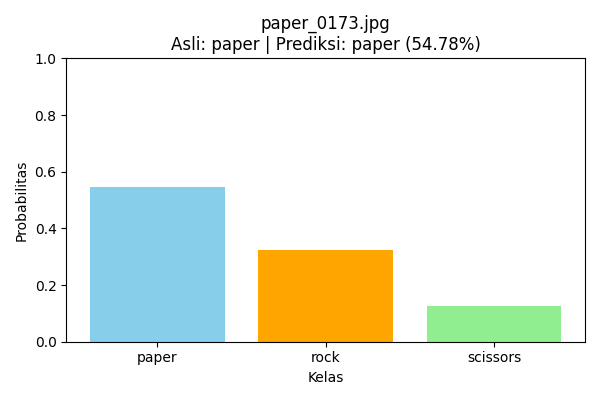 paper_0173.jpg
Asli: paper | Prediksi: paper (54.78%)
1.0
0.8
0.6
0.4
0.2
0.0
Probabilitas
paper rock scissors
Kelas